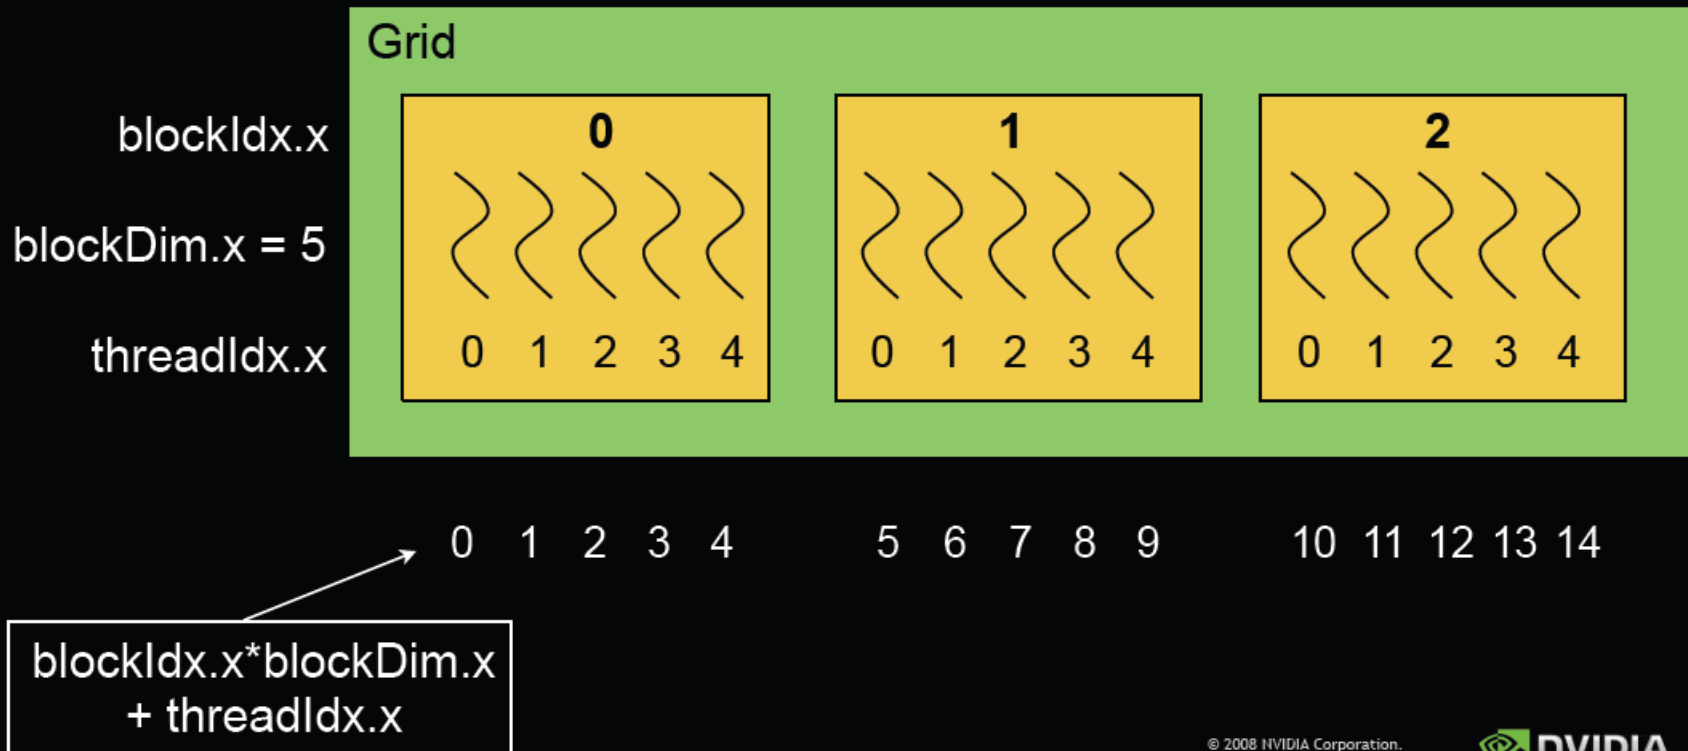 Grid
blockIdx.x 0 1 2
blockDim.x = 5
threadIdx.x 0 1 2 3 4 0 1 2 3 4 0 1 2 3 4
0 1 2 3 4 5 6 7 8 9 10 11 12 13 14
blockIdx.x*blockDim.x
+ threadIdx.x
© 2008 NVIDIA Corporation.
NVIDIA